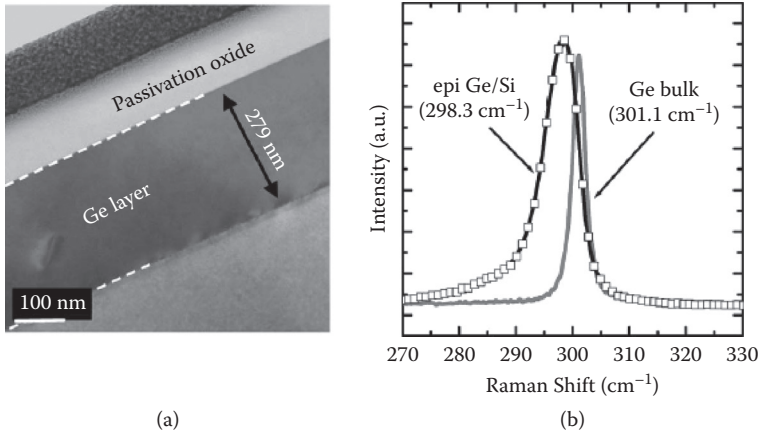 Passivation oxide
279 nm
Ge layer
100 nm
(a)
Intensity (a.u.)
epi Ge/Si
(298.3 cm⁻¹)
Ge bulk
(301.1 cm⁻¹)
270 280 290 300 310 320 330
Raman Shift (cm⁻¹)
(b)